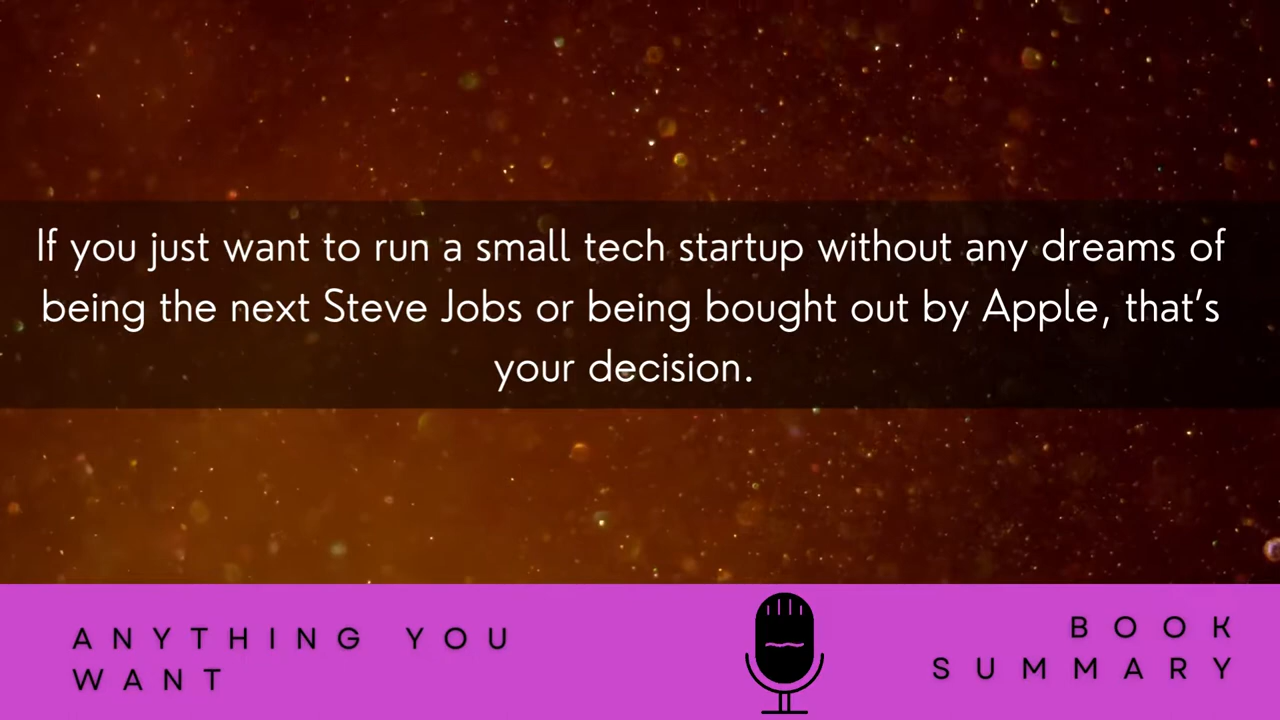 If you just want to run a small tech startup without any dreams of
being the next Steve Jobs or being bought out by Apple, that's
your decision.
ANYTHING YOU
WANT
BOOK
SUMMARY